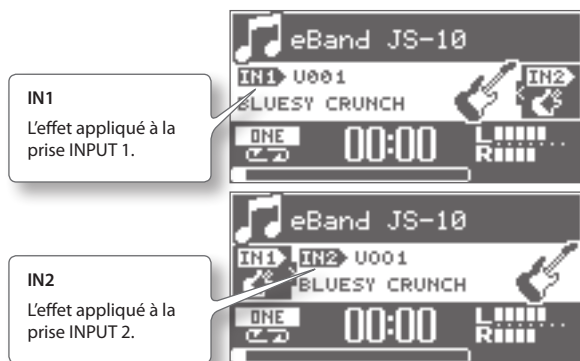 eBand JS-10
IN1 U001
IN2
BLUESY CRUNCH
ONE
00:00
L
R
IN1
L'effet appliqué à la
prise INPUT 1.
eBand JS-10
IN1 IN2 U001
BLUESY CRUNCH
ONE
00:00
L
R
IN2
L'effet appliqué à la
prise INPUT 2.